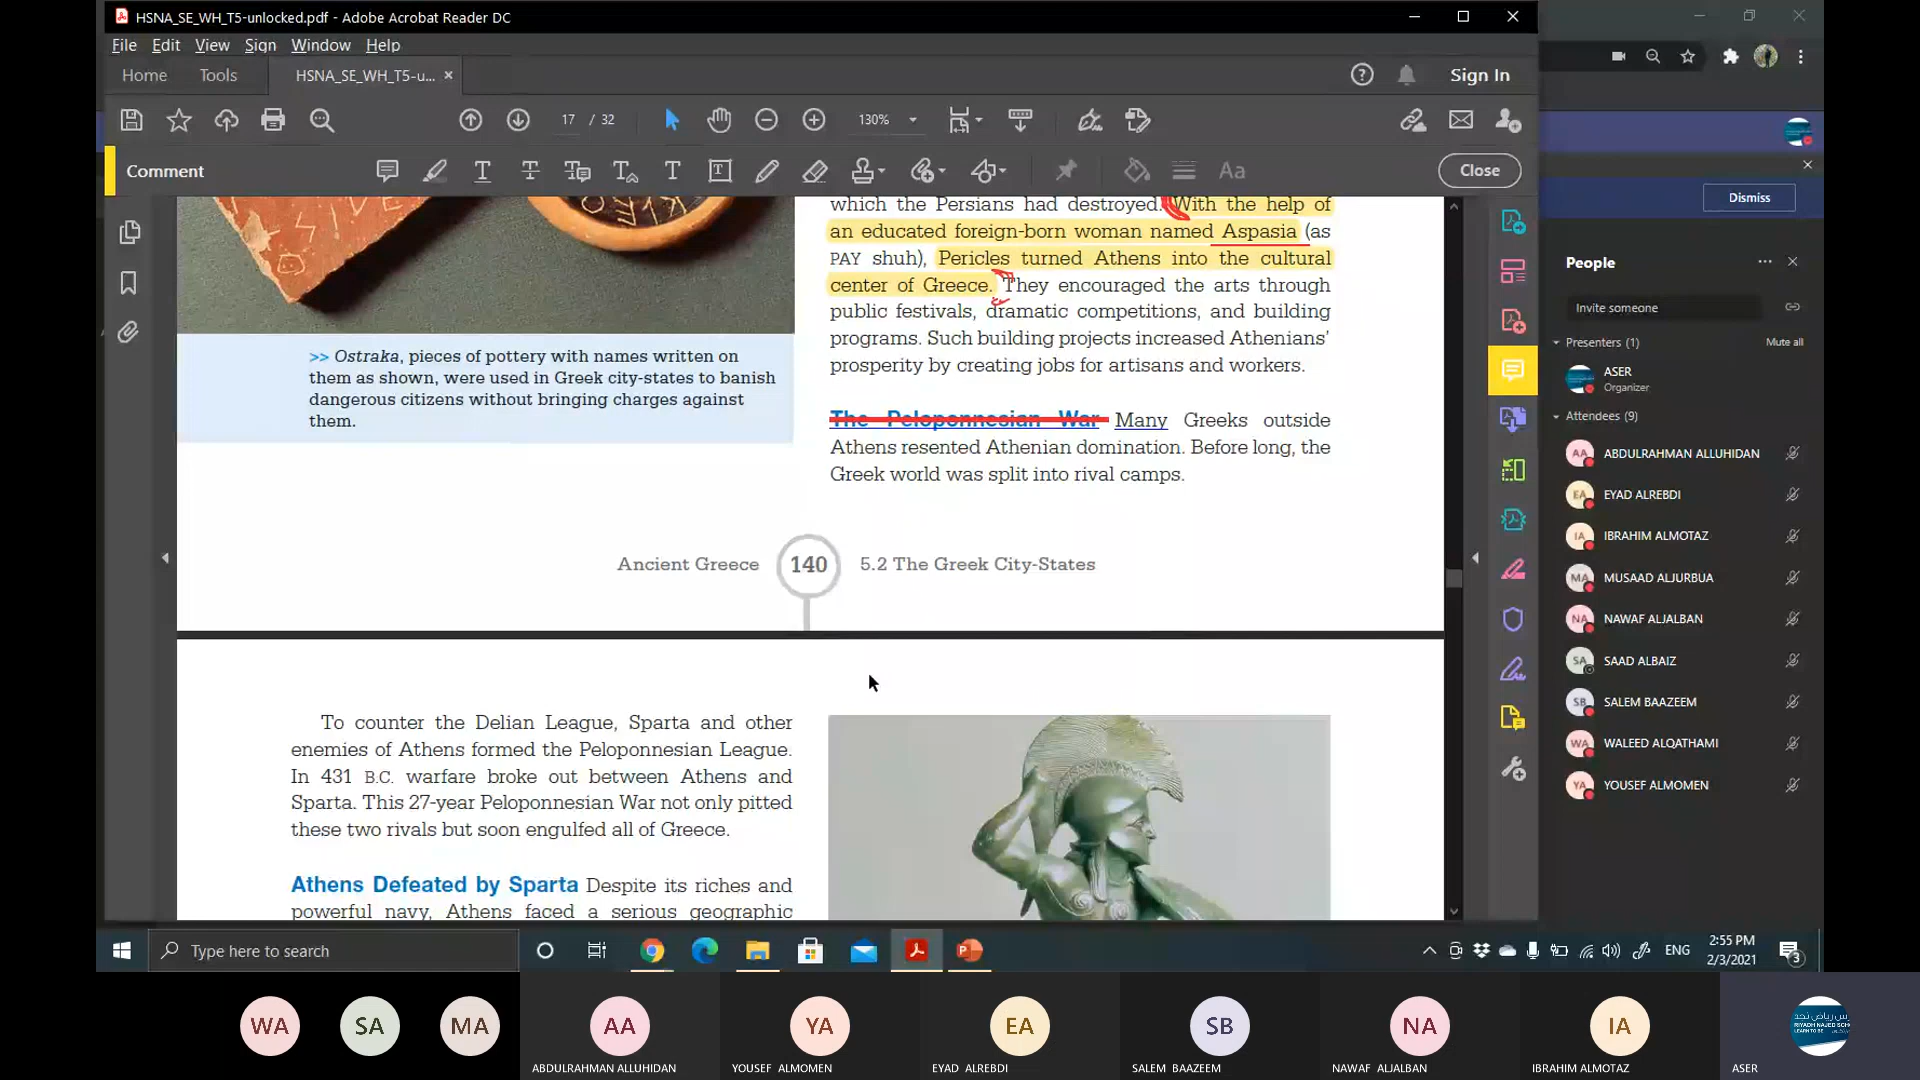 HSNA_SE_WH_T5-unlocked.pdf - Adobe Acrobat Reader DC
File Edit View Sign Window Help
Home Tools HSNA_SE_WH_T5-u... × Sign In
17 / 32 130%
Comment Close
Dismiss
which the Persians had destroyed. With the help of
an educated foreign-born woman named Aspasia (as
PAY shuh), Pericles turned Athens into the cultural
center of Greece. They encouraged the arts through
public festivals, dramatic competitions, and building
programs. Such building projects increased Athenians'
prosperity by creating jobs for artisans and workers.
>> Ostraka, pieces of pottery with names written on
them as shown, were used in Greek city-states to banish
dangerous citizens without bringing charges against
them.
The Peloponnesian War Many Greeks outside
Athens resented Athenian domination. Before long, the
Greek world was split into rival camps.
Ancient Greece 140 5.2 The Greek City-States
To counter the Delian League, Sparta and other
enemies of Athens formed the Peloponnesian League.
In 431 B.C. warfare broke out between Athens and
Sparta. This 27-year Peloponnesian War not only pitted
these two rivals but soon engulfed all of Greece.
Athens Defeated by Sparta Despite its riches and
powerful navy, Athens faced a serious geographic
People
Invite someone
Presenters (1) Mute all
ASER
Organizer
Attendees (9)
AA ABDULRAHMAN ALLUHIDAN
EA EYAD ALREBDI
IA IBRAHIM ALMOTAZ
MA MUSAAD ALJURBUA
NA NAWAF ALJALBAN
SA SAAD ALBAIZ
SB SALEM BAAZEEM
WA WALEED ALQATHAMI
YA YOUSEF ALMOMEN
Type here to search
ENG
2:55 PM
2/3/2021
3
WA SA MA AA YA EA SB NA IA
ABDULRAHMAN ALLUHIDAN YOUSEF ALMOMEN EYAD ALREBDI SALEM BAAZEEM NAWAF ALJALBAN IBRAHIM ALMOTAZ ASER